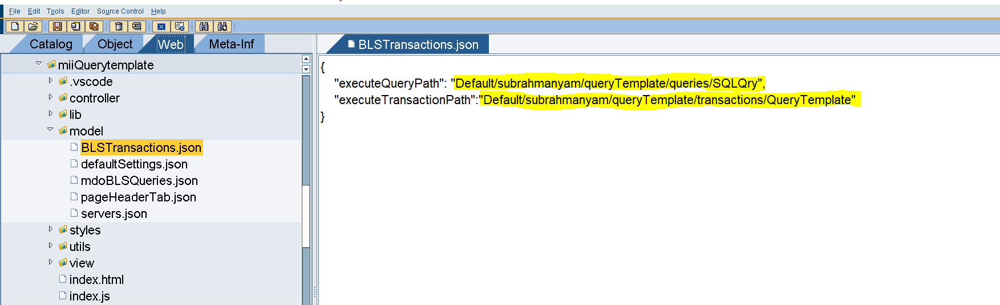 File Edit Tools Editor Source Control Help
Catalog Object Web Meta-Inf
BLSTransactions.json
miiQuerytemplate
.vscode
controller
lib
model
BLSTransactions.json
defaultSettings.json
mdoBLSQueries.json
pageHeaderTab.json
servers.json
styles
utils
view
index.html
index.js
{
"executeQueryPath": "Default/subrahmanyam/queryTemplate/queries/SQLQry",
"executeTransactionPath":"Default/subrahmanyam/queryTemplate/transactions/QueryTemplate"
}